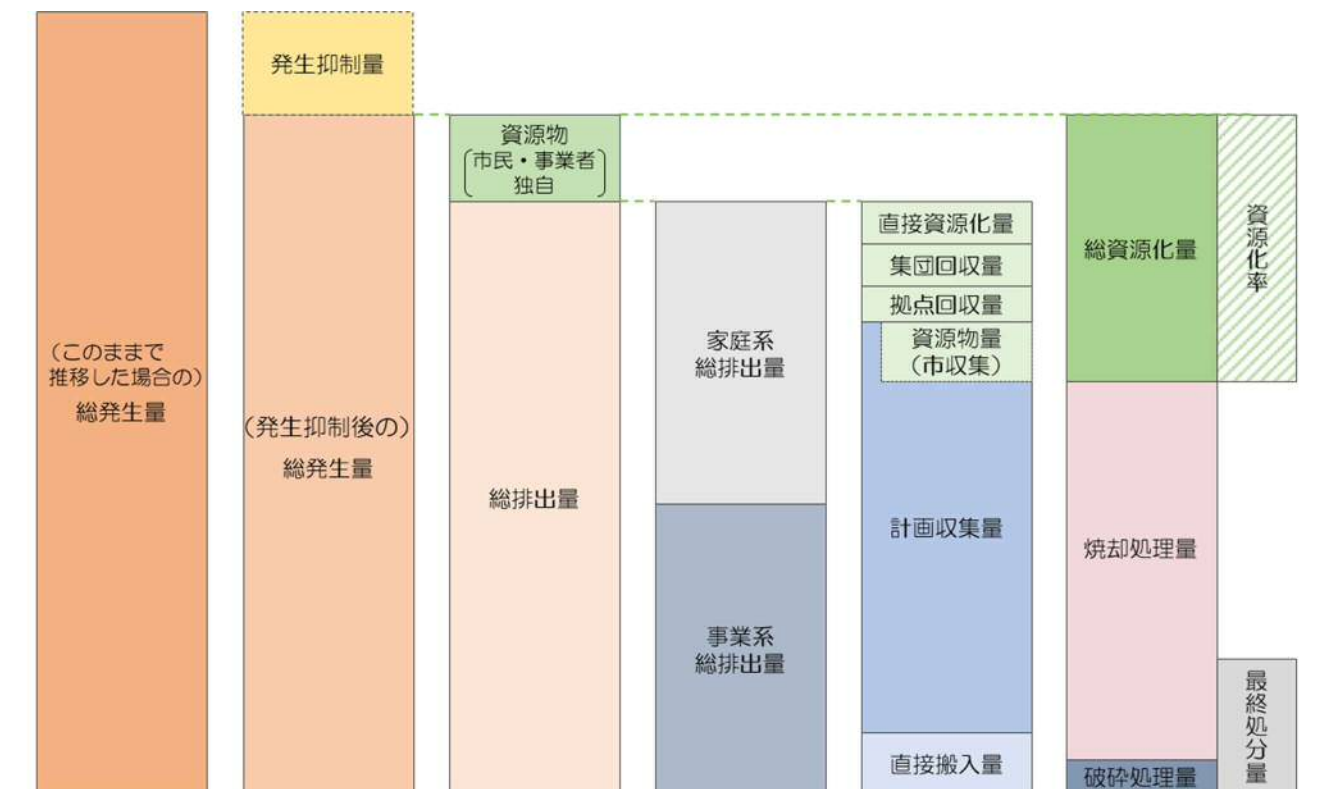 (このままで
推移した場合の)
総発生量
発生抑制量
(発生抑制後の)
総発生量
資源物
(市民・事業者
独自)
総排出量
家庭系
総排出量
事業系
総排出量
直接資源化量
集団回収量
拠点回収量
資源物量
(市収集)
計画収集量
直接搬入量
総資源化量
焼却処理量
破砕処理量
資源化率
最終処分量